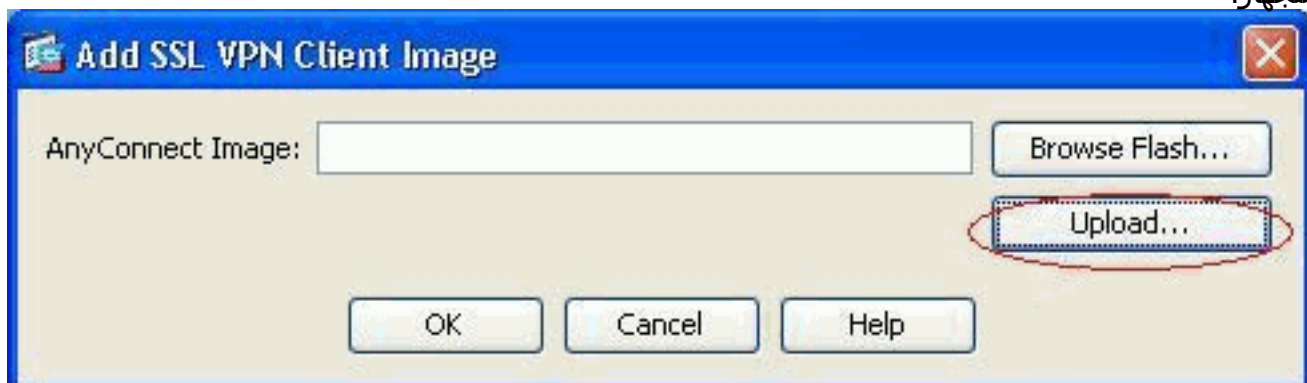 Add SSL VPN Client Image
AnyConnect Image:
Browse Flash...
Upload...
OK
Cancel
Help